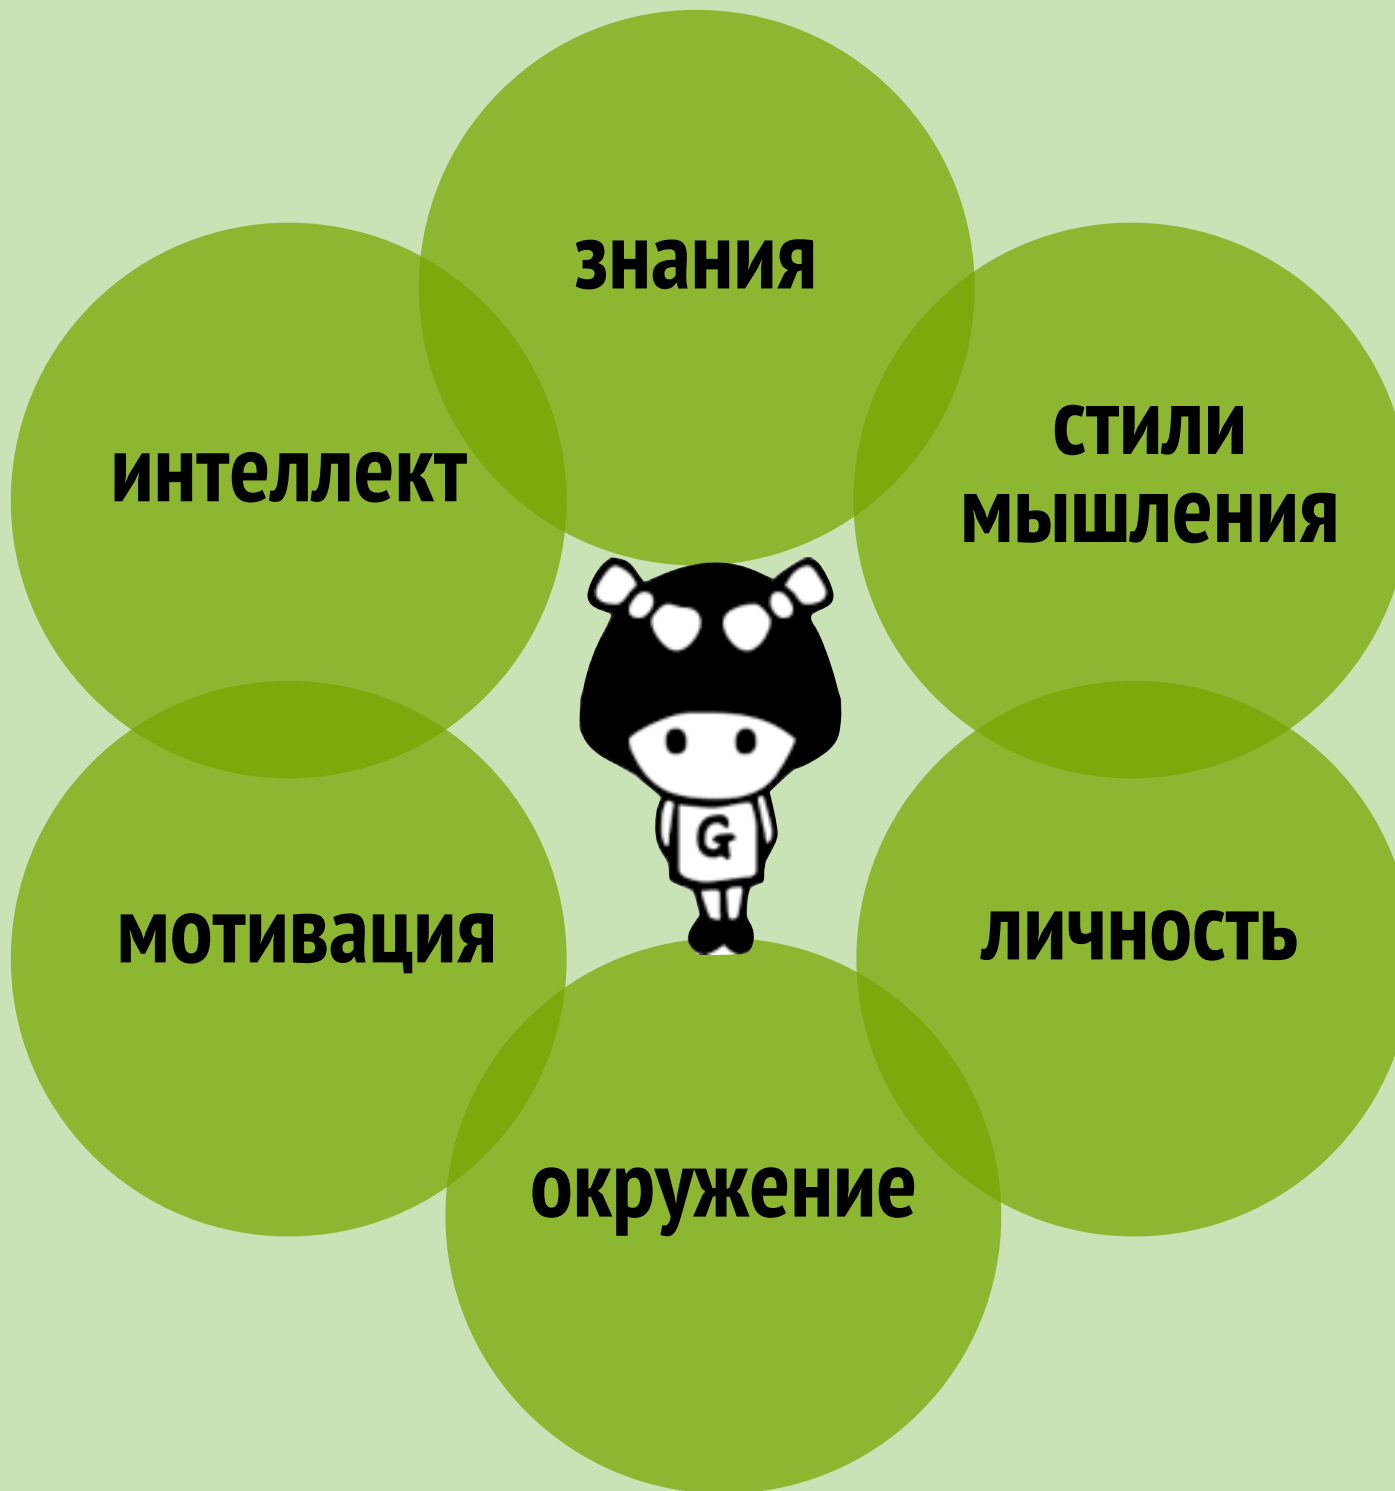 знания
стили
мышления
интеллект
G
мотивация
личность
окружение